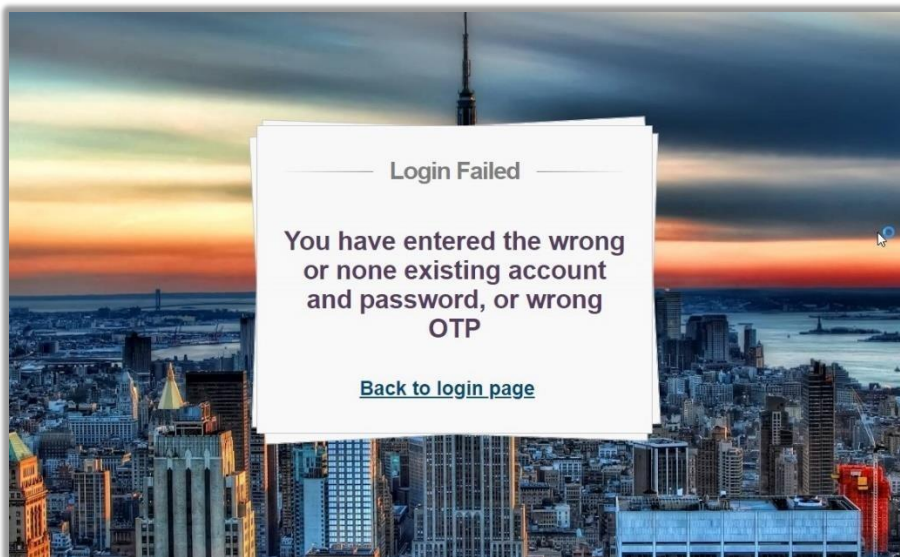 Login Failed
You have entered the wrong
or none existing account
and password, or wrong
OTP
Back to login page